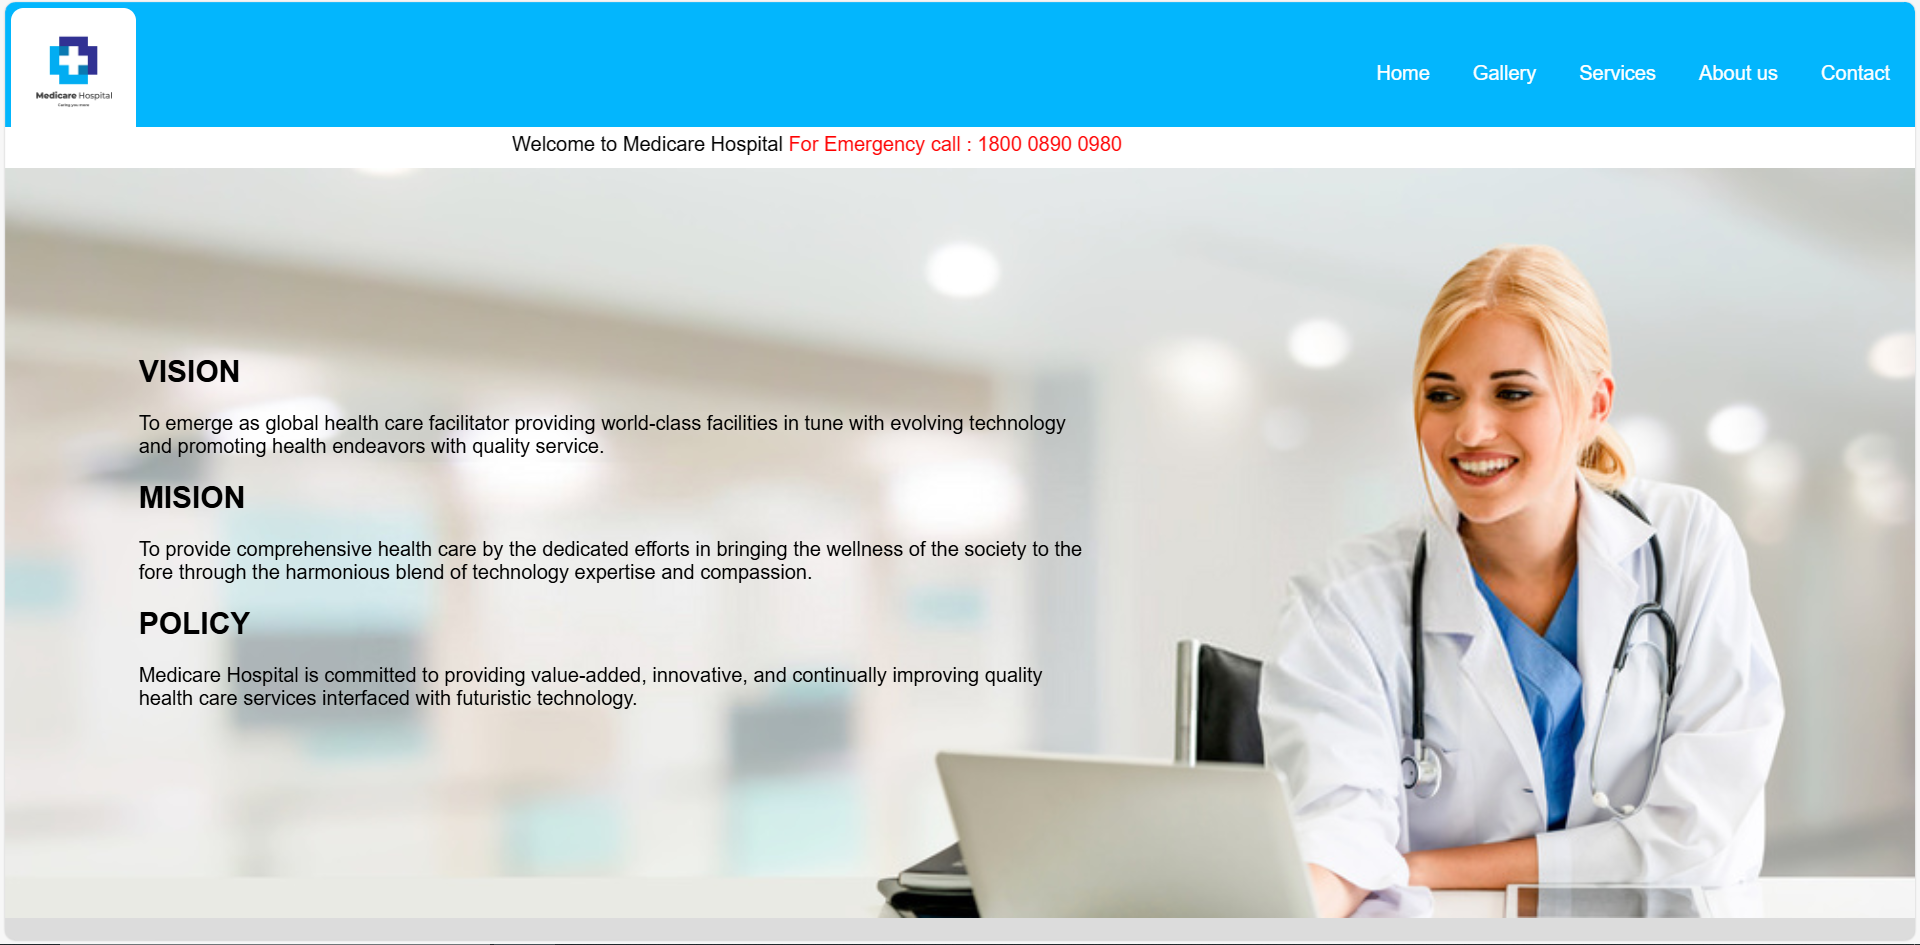 Medicare Hospital
Caring you more
Home Gallery Services About us Contact
Welcome to Medicare Hospital For Emergency call : 1800 0890 0980
VISION
To emerge as global health care facilitator providing world-class facilities in tune with evolving technology
and promoting health endeavors with quality service.
MISION
To provide comprehensive health care by the dedicated efforts in bringing the wellness of the society to the
fore through the harmonious blend of technology expertise and compassion.
POLICY
Medicare Hospital is committed to providing value-added, innovative, and continually improving quality
health care services interfaced with futuristic technology.